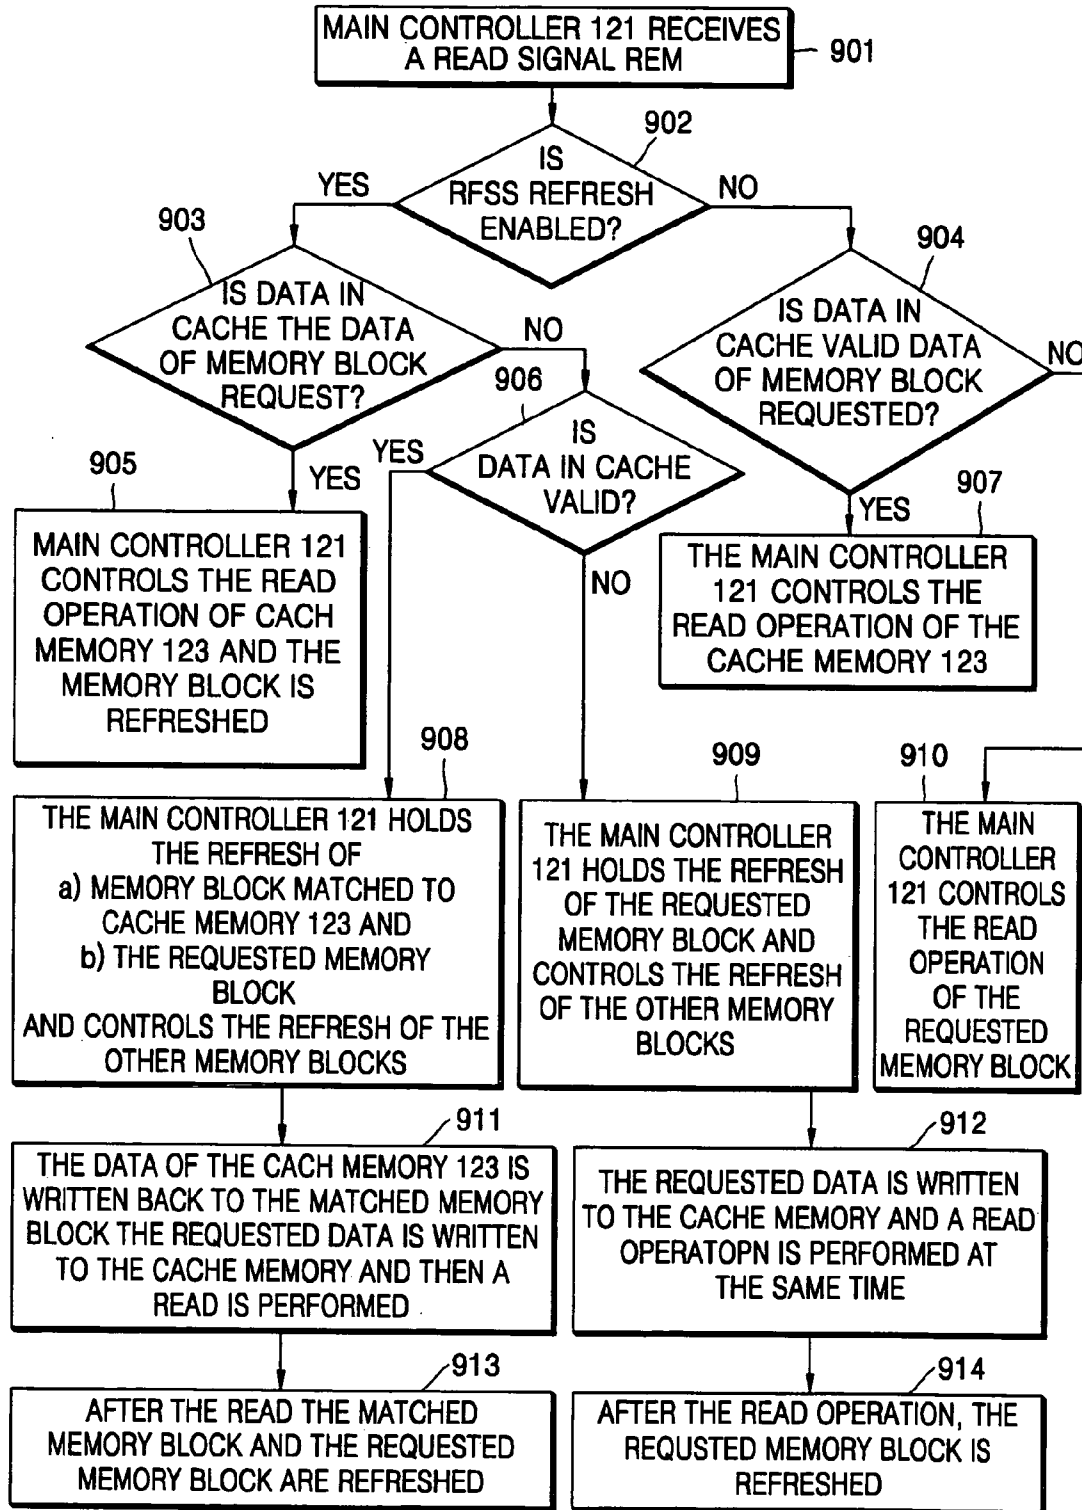 MAIN CONTROLLER 121 RECEIVES
A READ SIGNAL REM
901
902
IS
RFSS REFRESH
ENABLED?
YES
NO
903
IS DATA IN
CACHE THE DATA
OF MEMORY BLOCK
REQUEST?
NO
YES
904
IS DATA IN
CACHE VALID DATA
OF MEMORY BLOCK
REQUESTED?
NO
YES
906
IS
DATA IN CACHE
VALID?
YES
NO
905
MAIN CONTROLLER 121
CONTROLS THE READ
OPERATION OF CACH
MEMORY 123 AND THE
MEMORY BLOCK IS
REFRESHED
907
THE MAIN CONTROLLER
121 CONTROLS THE
READ OPERATION OF THE
CACHE MEMORY 123
908
THE MAIN CONTROLLER 121 HOLDS
THE REFRESH OF
a) MEMORY BLOCK MATCHED TO
CACHE MEMORY 123 AND
b) THE REQUESTED MEMORY
BLOCK
AND CONTROLS THE REFRESH OF THE
OTHER MEMORY BLOCKS
909
THE MAIN CONTROLLER
121 HOLDS THE REFRESH
OF THE REQUESTED
MEMORY BLOCK AND
CONTROLS THE REFRESH
OF THE OTHER MEMORY
BLOCKS
910
THE MAIN
CONTROLLER
121 CONTROLS
THE READ
OPERATION
OF THE
REQUESTED
MEMORY BLOCK
911
THE DATA OF THE CACH MEMORY 123 IS
WRITTEN BACK TO THE MATCHED MEMORY
BLOCK THE REQUESTED DATA IS WRITTEN
TO THE CACHE MEMORY AND THEN A
READ IS PERFORMED
912
THE REQUESTED DATA IS WRITTEN
TO THE CACHE MEMORY AND A READ
OPERATOPN IS PERFORMED AT
THE SAME TIME
913
AFTER THE READ THE MATCHED
MEMORY BLOCK AND THE REQUESTED
MEMORY BLOCK ARE REFRESHED
914
AFTER THE READ OPERATION, THE
REQUSTED MEMORY BLOCK IS
REFRESHED